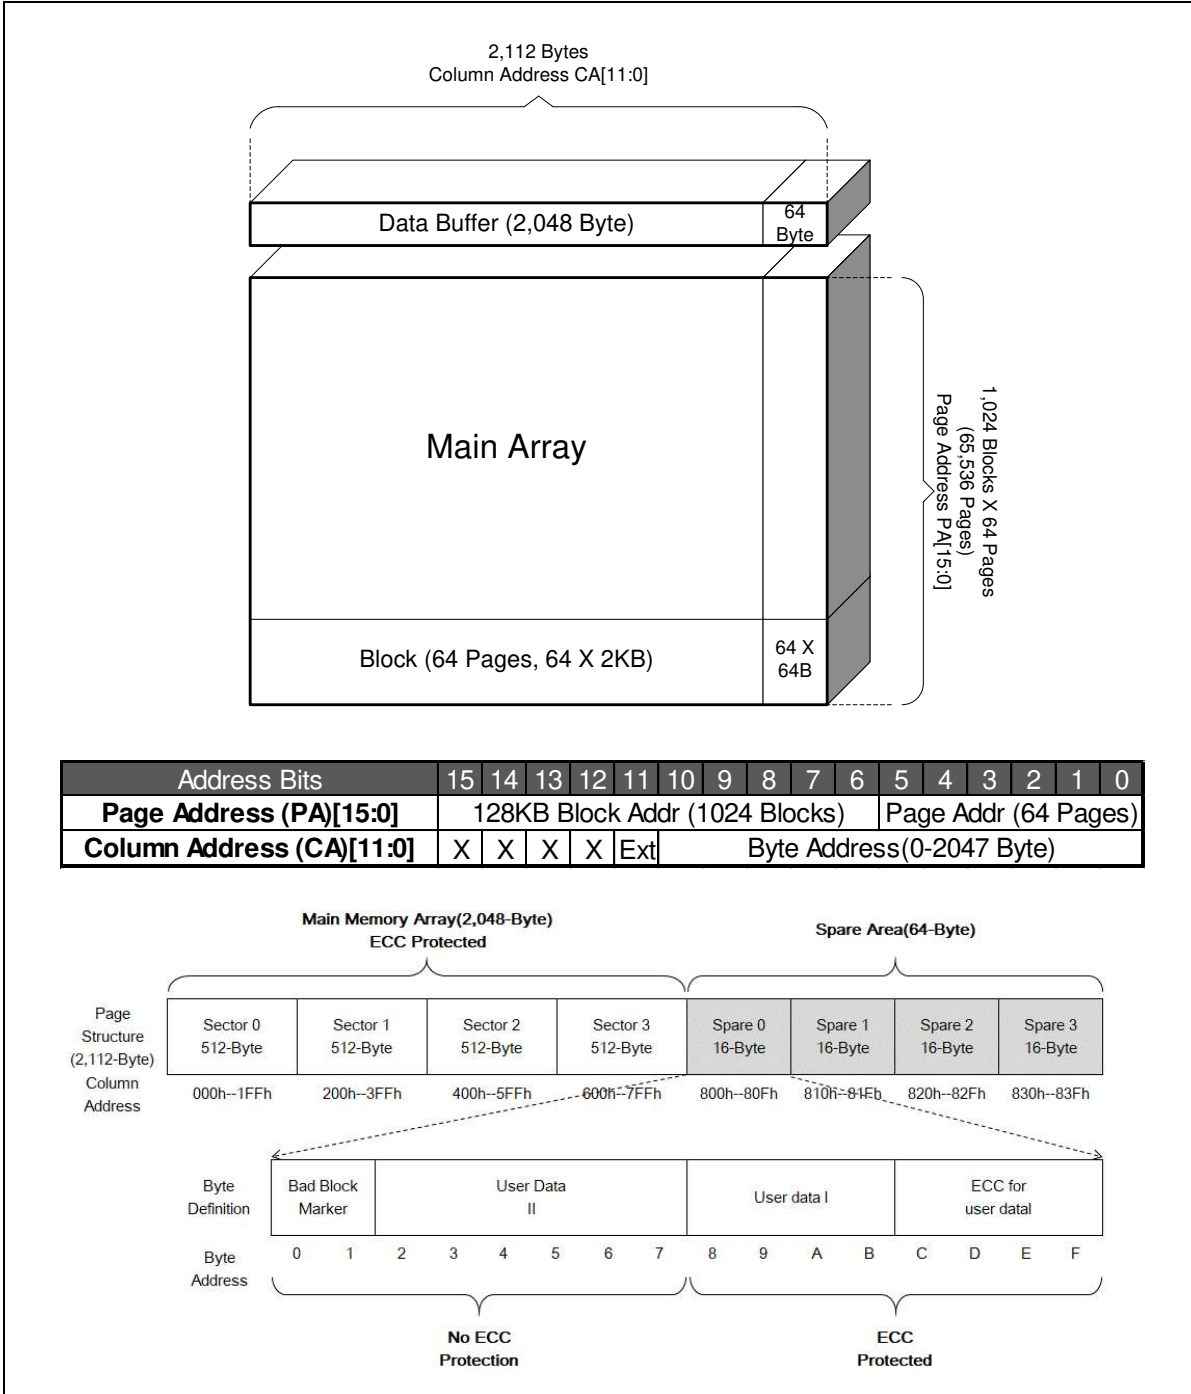 2,112 Bytes
Column Address CA[11:0]
Data Buffer (2,048 Byte)
64
Byte
Main Array
1,024 Blocks X 64 Pages
(65,536 Pages)
Page Address PA[15:0]
Block (64 Pages, 64 X 2KB)
64 X
64B
Address Bits 15 14 13 12 11 10 9 8 7 6 5 4 3 2 1 0
Page Address (PA)[15:0] 128KB Block Addr (1024 Blocks) Page Addr (64 Pages)
Column Address (CA)[11:0] X X X X Ext Byte Address(0-2047 Byte)
Main Memory Array(2,048-Byte)
ECC Protected
Spare Area(64-Byte)
Page
Structure
(2,112-Byte)
Column
Address
Sector 0
512-Byte
Sector 1
512-Byte
Sector 2
512-Byte
Sector 3
512-Byte
Spare 0
16-Byte
Spare 1
16-Byte
Spare 2
16-Byte
Spare 3
16-Byte
000h--1FFh 200h--3FFh 400h--5FFh 600h--7FFh 800h--80Fh 810h--81Fh 820h--82Fh 830h--83Fh
Byte
Definition
Bad Block
Marker
User Data
II
User data I
ECC for
user dataI
Byte
Address
0 1 2 3 4 5 6 7 8 9 A B C D E F
No ECC
Protection
ECC
Protected